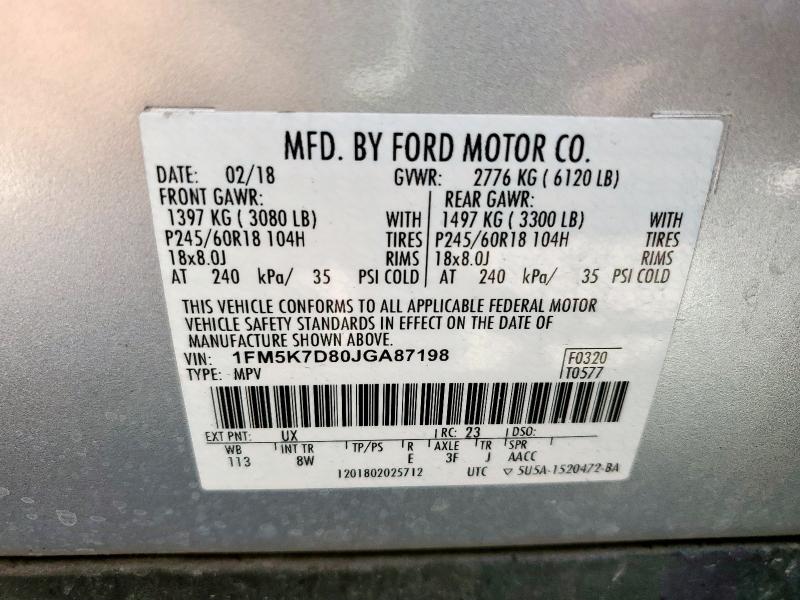 MFD. BY FORD MOTOR CO.
DATE: 02/18 GVWR: 2776 KG ( 6120 LB)
FRONT GAWR: REAR GAWR:
1397 KG ( 3080 LB) WITH 1497 KG ( 3300 LB) WITH
P245/60R18 104H TIRES P245/60R18 104H TIRES
18x8.0J RIMS 18x8.0J RIMS
AT 240 kPa/ 35 PSI COLD AT 240 kPa/ 35 PSI COLD
THIS VEHICLE CONFORMS TO ALL APPLICABLE FEDERAL MOTOR
VEHICLE SAFETY STANDARDS IN EFFECT ON THE DATE OF
MANUFACTURE SHOWN ABOVE.
VIN: 1FM5K7D80JGA87198 F0320
TYPE: MPV T0577
EXT PNT: UX RC: 23 DSO:
WB INT TR TP/PS R AXLE TR SPR
113 8W E 3F J AACC
1201802025712 UTC ▽ 5U5A-1520472-BA